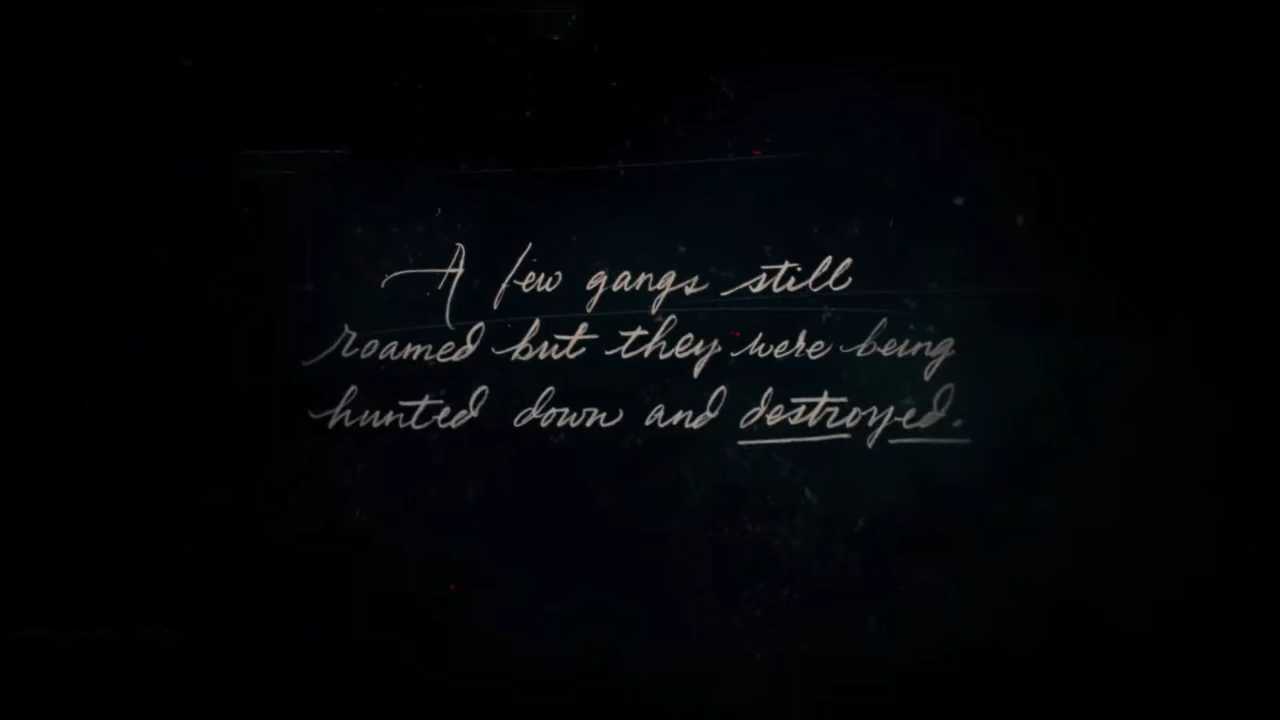 A few gangs still
roamed but they were being
hunted down and destroyed.